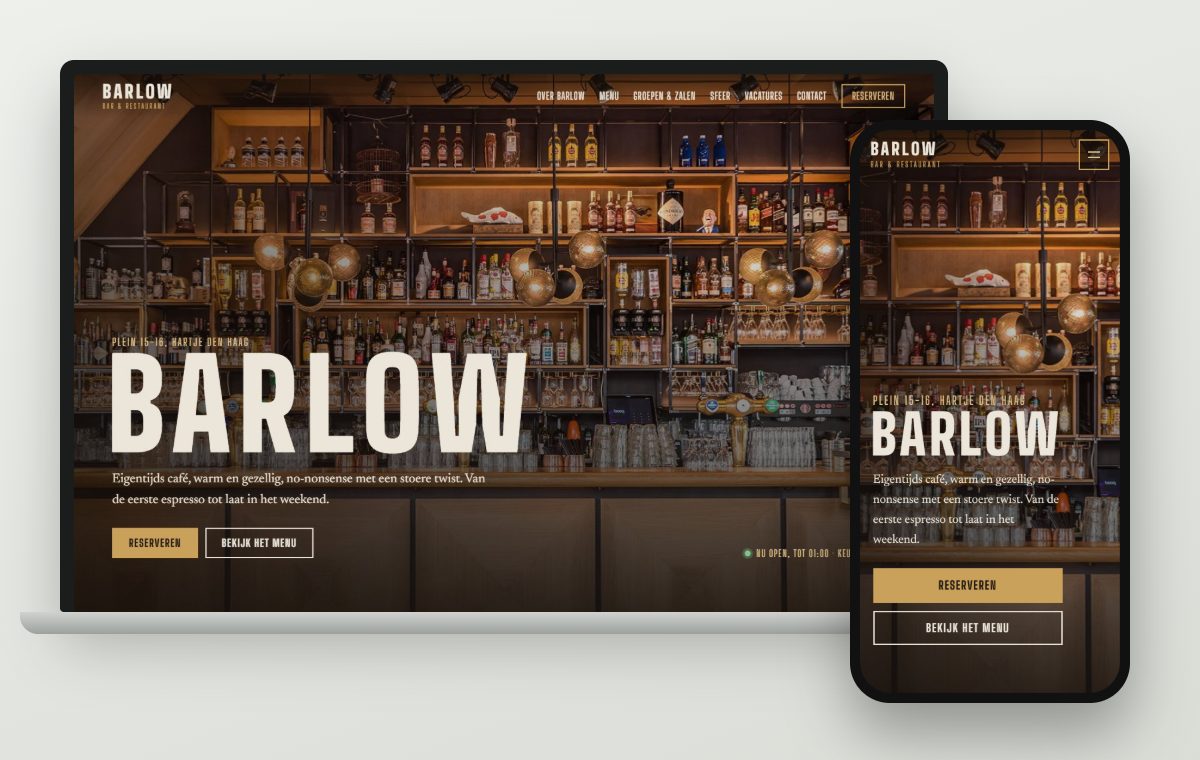 BARLOW
BAR & RESTAURANT
OVER BARLOW MENU GROEPEN & ZALEN SFEER VACATURES CONTACT RESERVEREN
PLEIN 15-16, HARTJE DEN HAAG
BARLOW
Eigentijds café, warm en gezellig, no-nonsense met een stoere twist. Van
de eerste espresso tot laat in het weekend.
RESERVEREN BEKIJK HET MENU
NU OPEN, TOT 01:00
BARLOW
BAR & RESTAURANT
PLEIN 15-16, HARTJE DEN HAAG
BARLOW
Eigentijds café, warm en gezellig, no-
nonsense met een stoere twist. Van de
eerste espresso tot laat in het
weekend.
RESERVEREN
BEKIJK HET MENU